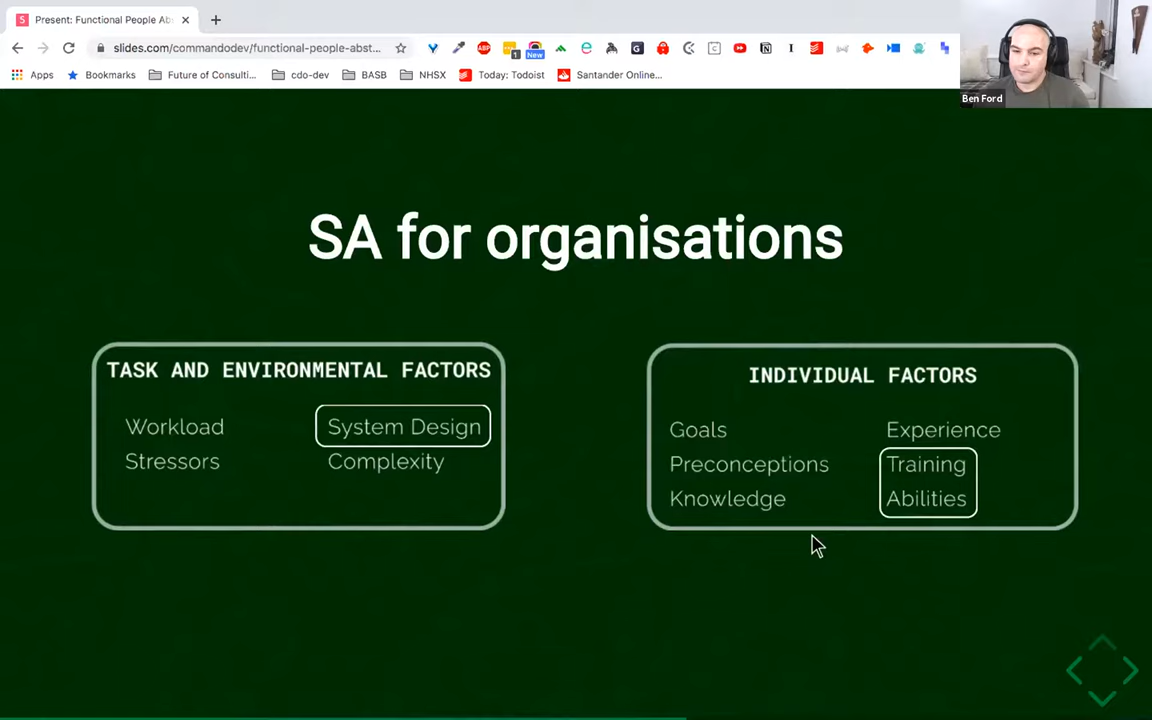 Present: Functional People Abs
slides.com/commandodev/functional-people-abst...
New
Apps
Bookmarks
Future of Consulti...
cdo-dev
BASB
NHSX
Today: Todoist
Santander Online...
Ben Ford
SA for organisations
TASK AND ENVIRONMENTAL FACTORS
Workload
System Design
Stressors
Complexity
INDIVIDUAL FACTORS
Goals
Experience
Preconceptions
Training
Knowledge
Abilities